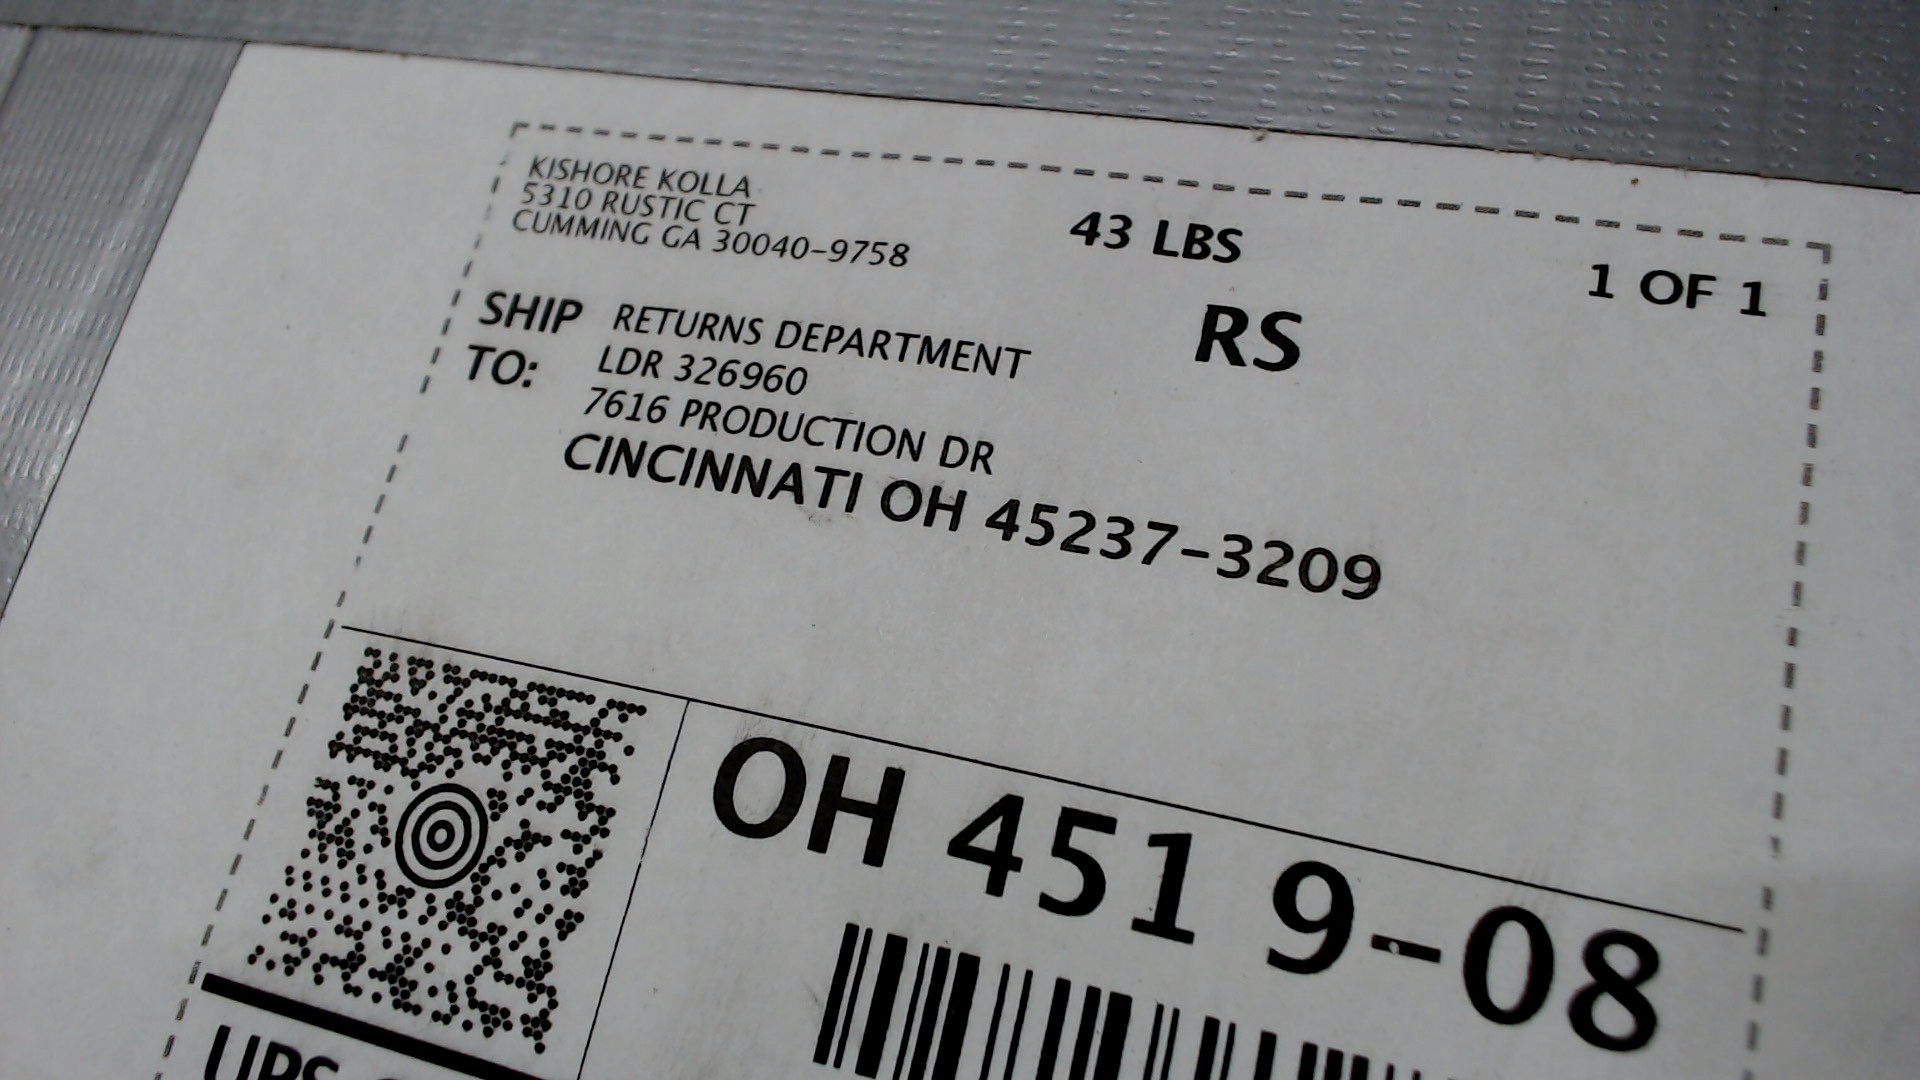 KISHORE KOLLA
5310 RUSTIC CT
CUMMING GA 30040-9758
43 LBS
1 OF 1
RS
SHIP TO:
RETURNS DEPARTMENT
LDR 326960
7616 PRODUCTION DR
CINCINNATI OH 45237-3209
OH 451 9-08
UPS